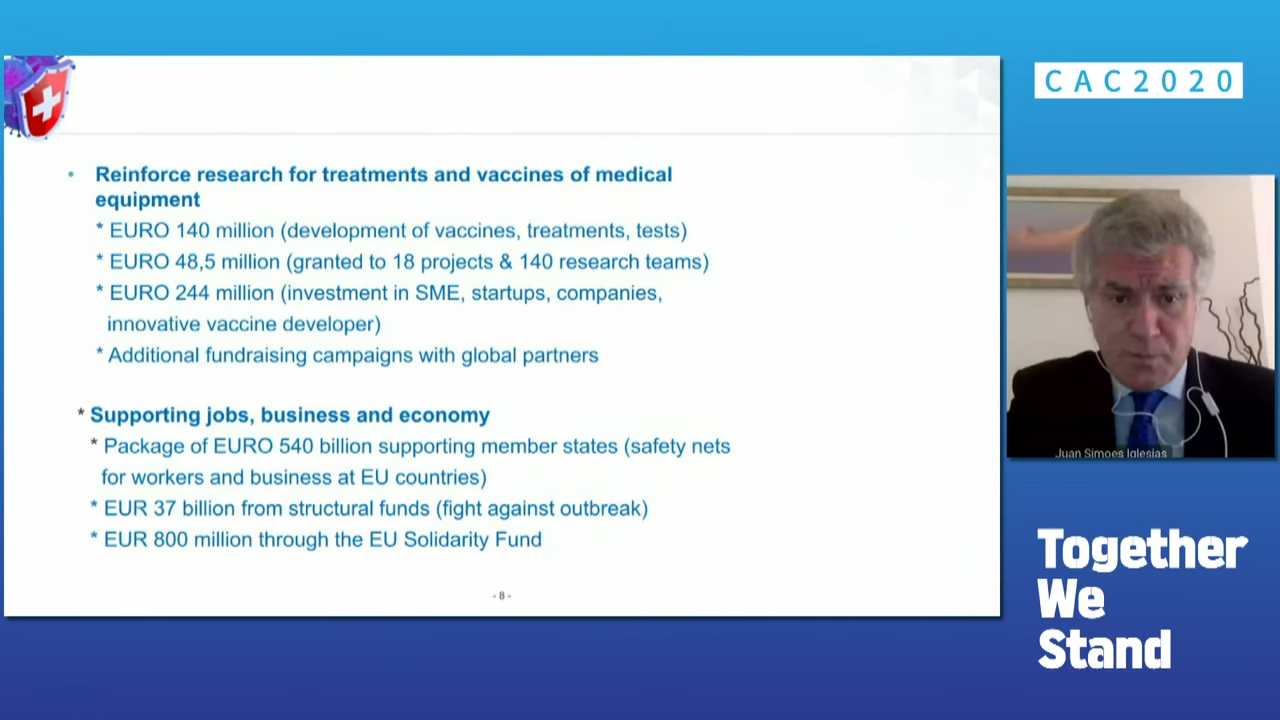 CAC2020
• Reinforce research for treatments and vaccines of medical
equipment
* EURO 140 million (development of vaccines, treatments, tests)
* EURO 48,5 million (granted to 18 projects & 140 research teams)
* EURO 244 million (investment in SME, startups, companies,
innovative vaccine developer)
* Additional fundraising campaigns with global partners
* Supporting jobs, business and economy
* Package of EURO 540 billion supporting member states (safety nets
for workers and business at EU countries)
* EUR 37 billion from structural funds (fight against outbreak)
* EUR 800 million through the EU Solidarity Fund
- 8 -
Juan Simoes Iglesias
Together
We
Stand